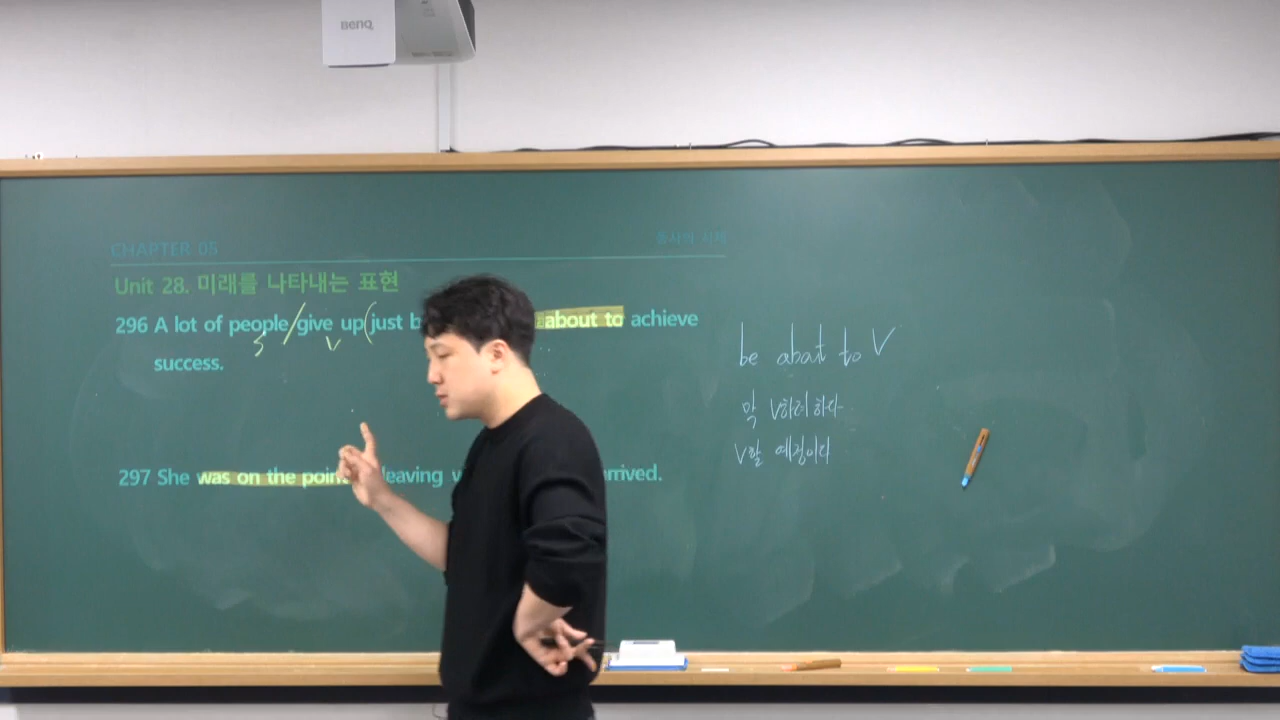 BenQ
CHAPTER 05 동사의 시제
Unit 28. 미래를 나타내는 표현
296 A lot of people/give up(just b about to achieve
S V
success.
be about to V
막 V하려 하다
V할 예정이다
297 She was on the poin leaving w rrived.